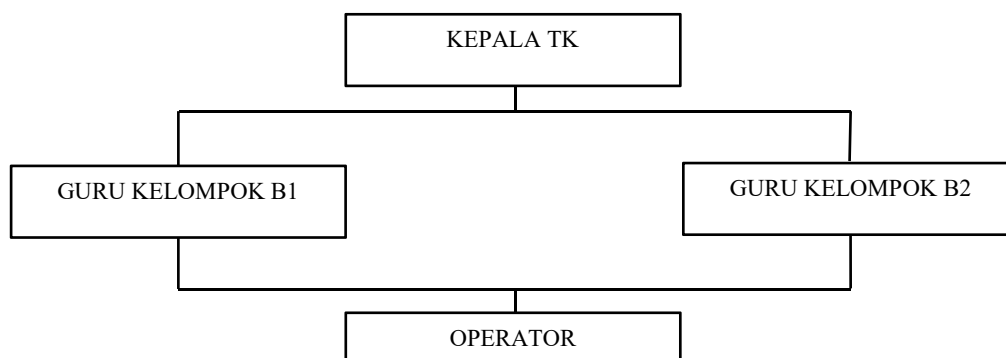 KEPALA TK
GURU KELOMPOK B1
GURU KELOMPOK B2
OPERATOR